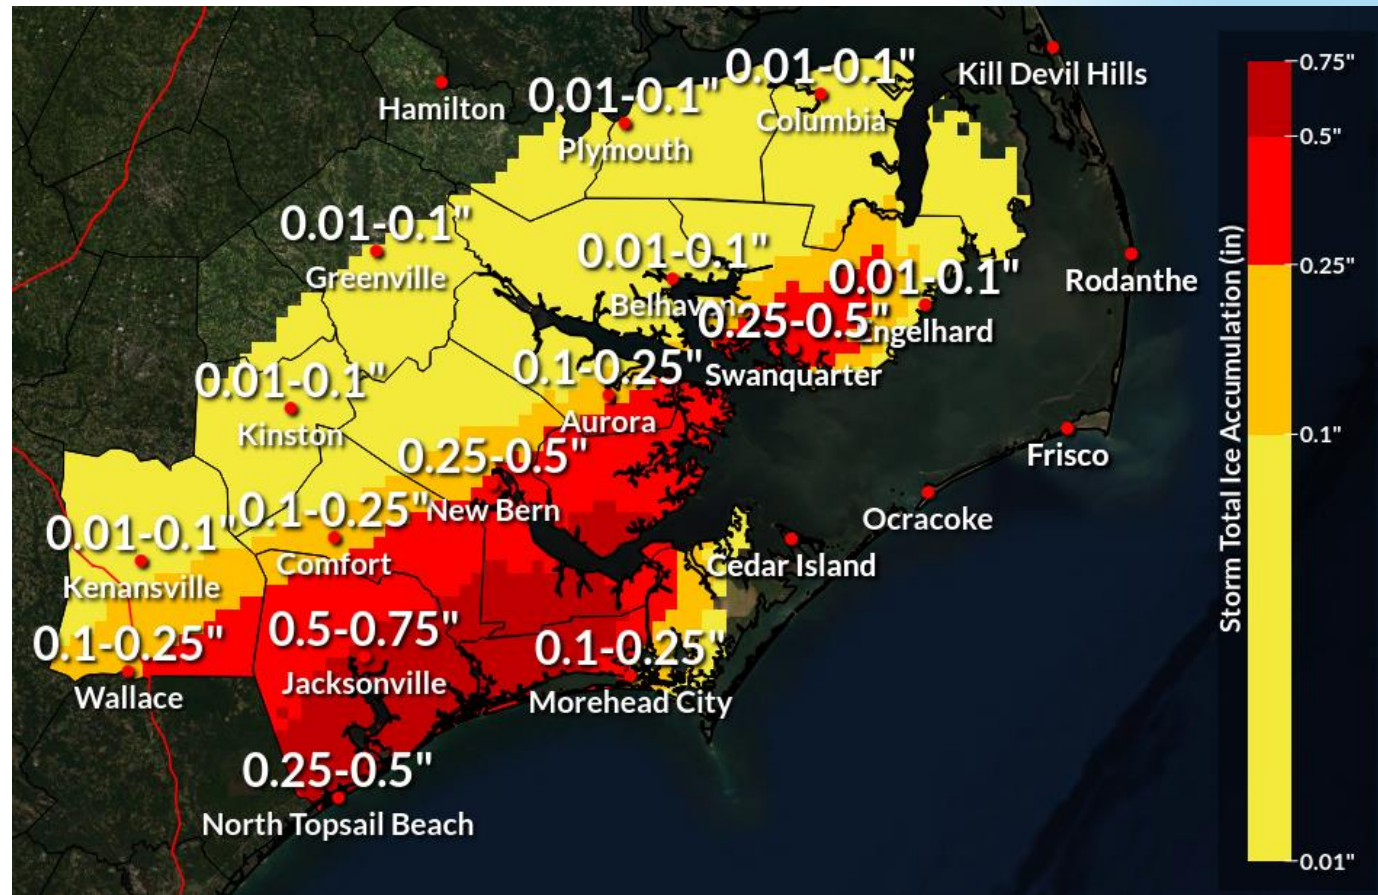 0.01-0.1"
Columbia
Kill Devil Hills
Hamilton
0.01-0.1"
Plymouth
0.01-0.1"
Greenville
0.01-0.1"
Belhaven
0.01-0.1"
Engelhard
Rodanthe
0.25-0.5"
Swanquarter
0.1-0.25"
Aurora
0.01-0.1"
Kinston
0.25-0.5"
New Bern
Frisco
Ocracoke
0.01-0.1"
Kenansville
0.1-0.25"
Comfort
Cedar Island
0.1-0.25"
Wallace
0.5-0.75"
Jacksonville
0.1-0.25"
Morehead City
0.25-0.5"
North Topsail Beach
Storm Total Ice Accumulation (in)
0.75"
0.5"
0.25"
0.1"
0.01"